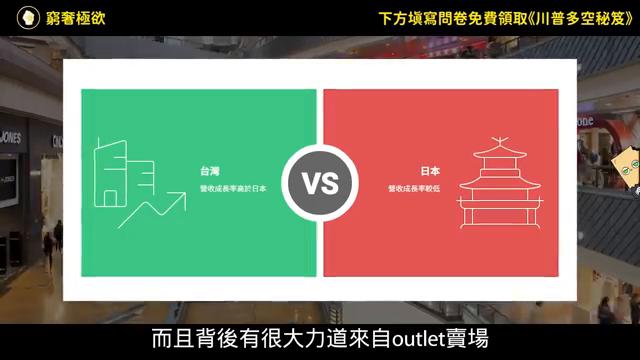 窮奢極欲
下方填寫問卷免費領取《川普多空秘笈》
JONES
台灣
營收成長率高於日本
VS
日本
營收成長率較低
而且背後有很大力道來自outlet賣場